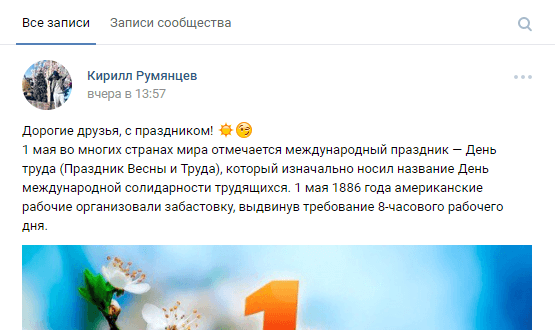 Все записи Записи сообщества
Кирилл Румянцев
вчера в 13:57
Дорогие друзья, с праздником! ☀️😉
1 мая во многих странах мира отмечается международный праздник — День
труда (Праздник Весны и Труда), который изначально носил название День
международной солидарности трудящихся. 1 мая 1886 года американские
рабочие организовали забастовку, выдвинув требование 8-часового рабочего
дня.
1